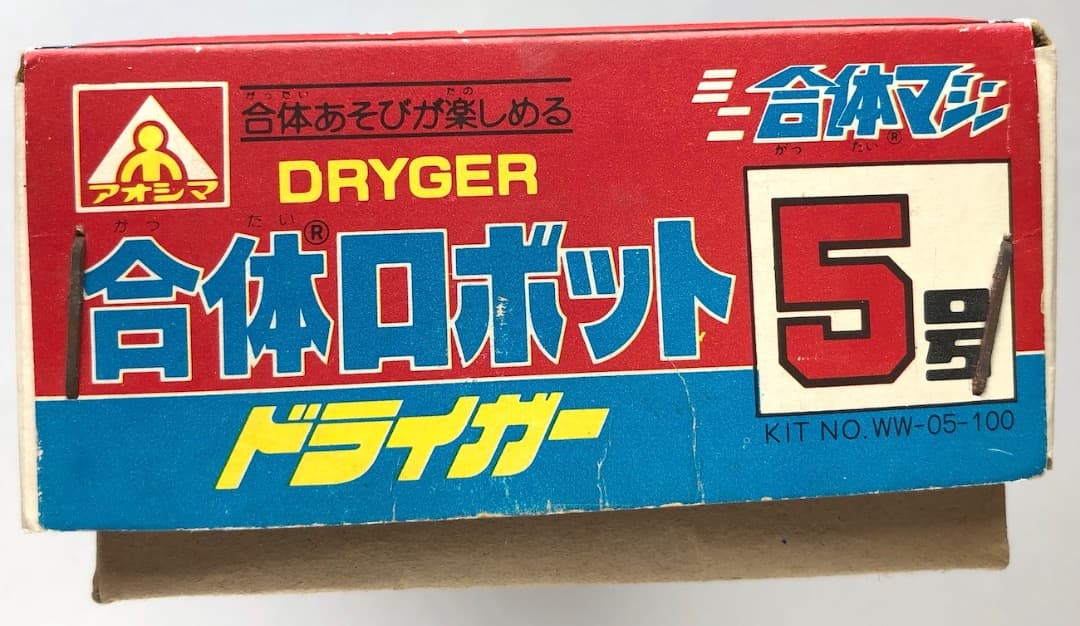 合体あそびが楽しめる
がったい
たの
ミニ合体マシン®
がったい
アオシマ
DRYGER
がったい
合体®ロボット
5号
ドライガー
KIT NO. WW-05-100